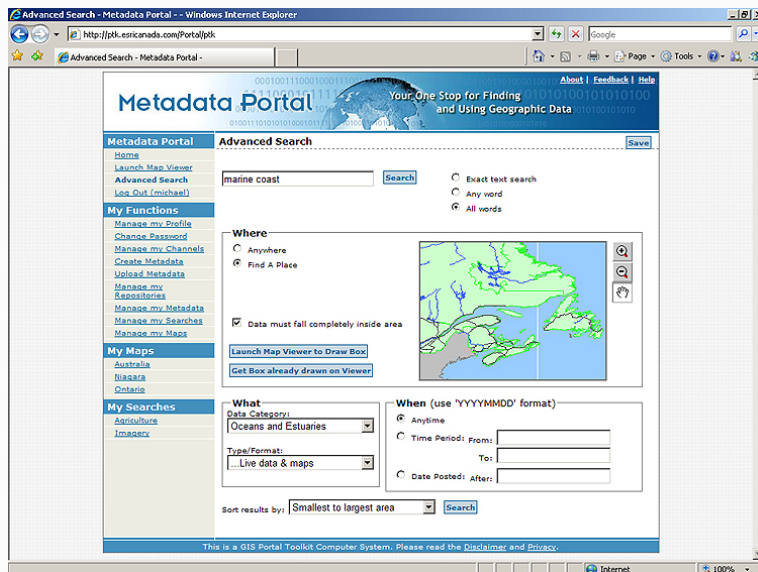 Advanced Search - Metadata Portal - - Windows Internet Explorer
http://ptk.esricanada.com/Portal/ptk
Google
Advanced Search - Metadata Portal -
Page
Tools
About | Feedback | Help
Metadata Portal
Your One Stop for Finding
and Using Geographic Data
Metadata Portal
Home
Launch Map Viewer
Advanced Search
Log Out (michael)
My Functions
Manage my Profile
Change Password
Manage my Channels
Create Metadata
Upload Metadata
Manage my
Repositories
Manage my Metadata
Manage my Searches
Manage my Maps
My Maps
Australia
Niagara
Ontario
My Searches
Agriculture
Imagery
Advanced Search
Save
marine coast
Search
Exact text search
Any word
All words
Where
Anywhere
Find A Place
Data must fall completely inside area
Launch Map Viewer to Draw Box
Get Box already drawn on Viewer
What
Data Category:
Oceans and Estuaries
Type/Format:
...Live data & maps
When (use 'YYYYMMDD' format)
Anytime
Time Period: From:
To:
Date Posted: After:
Sort results by: Smallest to largest area
Search
This is a GIS Portal Toolkit Computer System. Please read the Disclaimer and Privacy.
Internet
100%